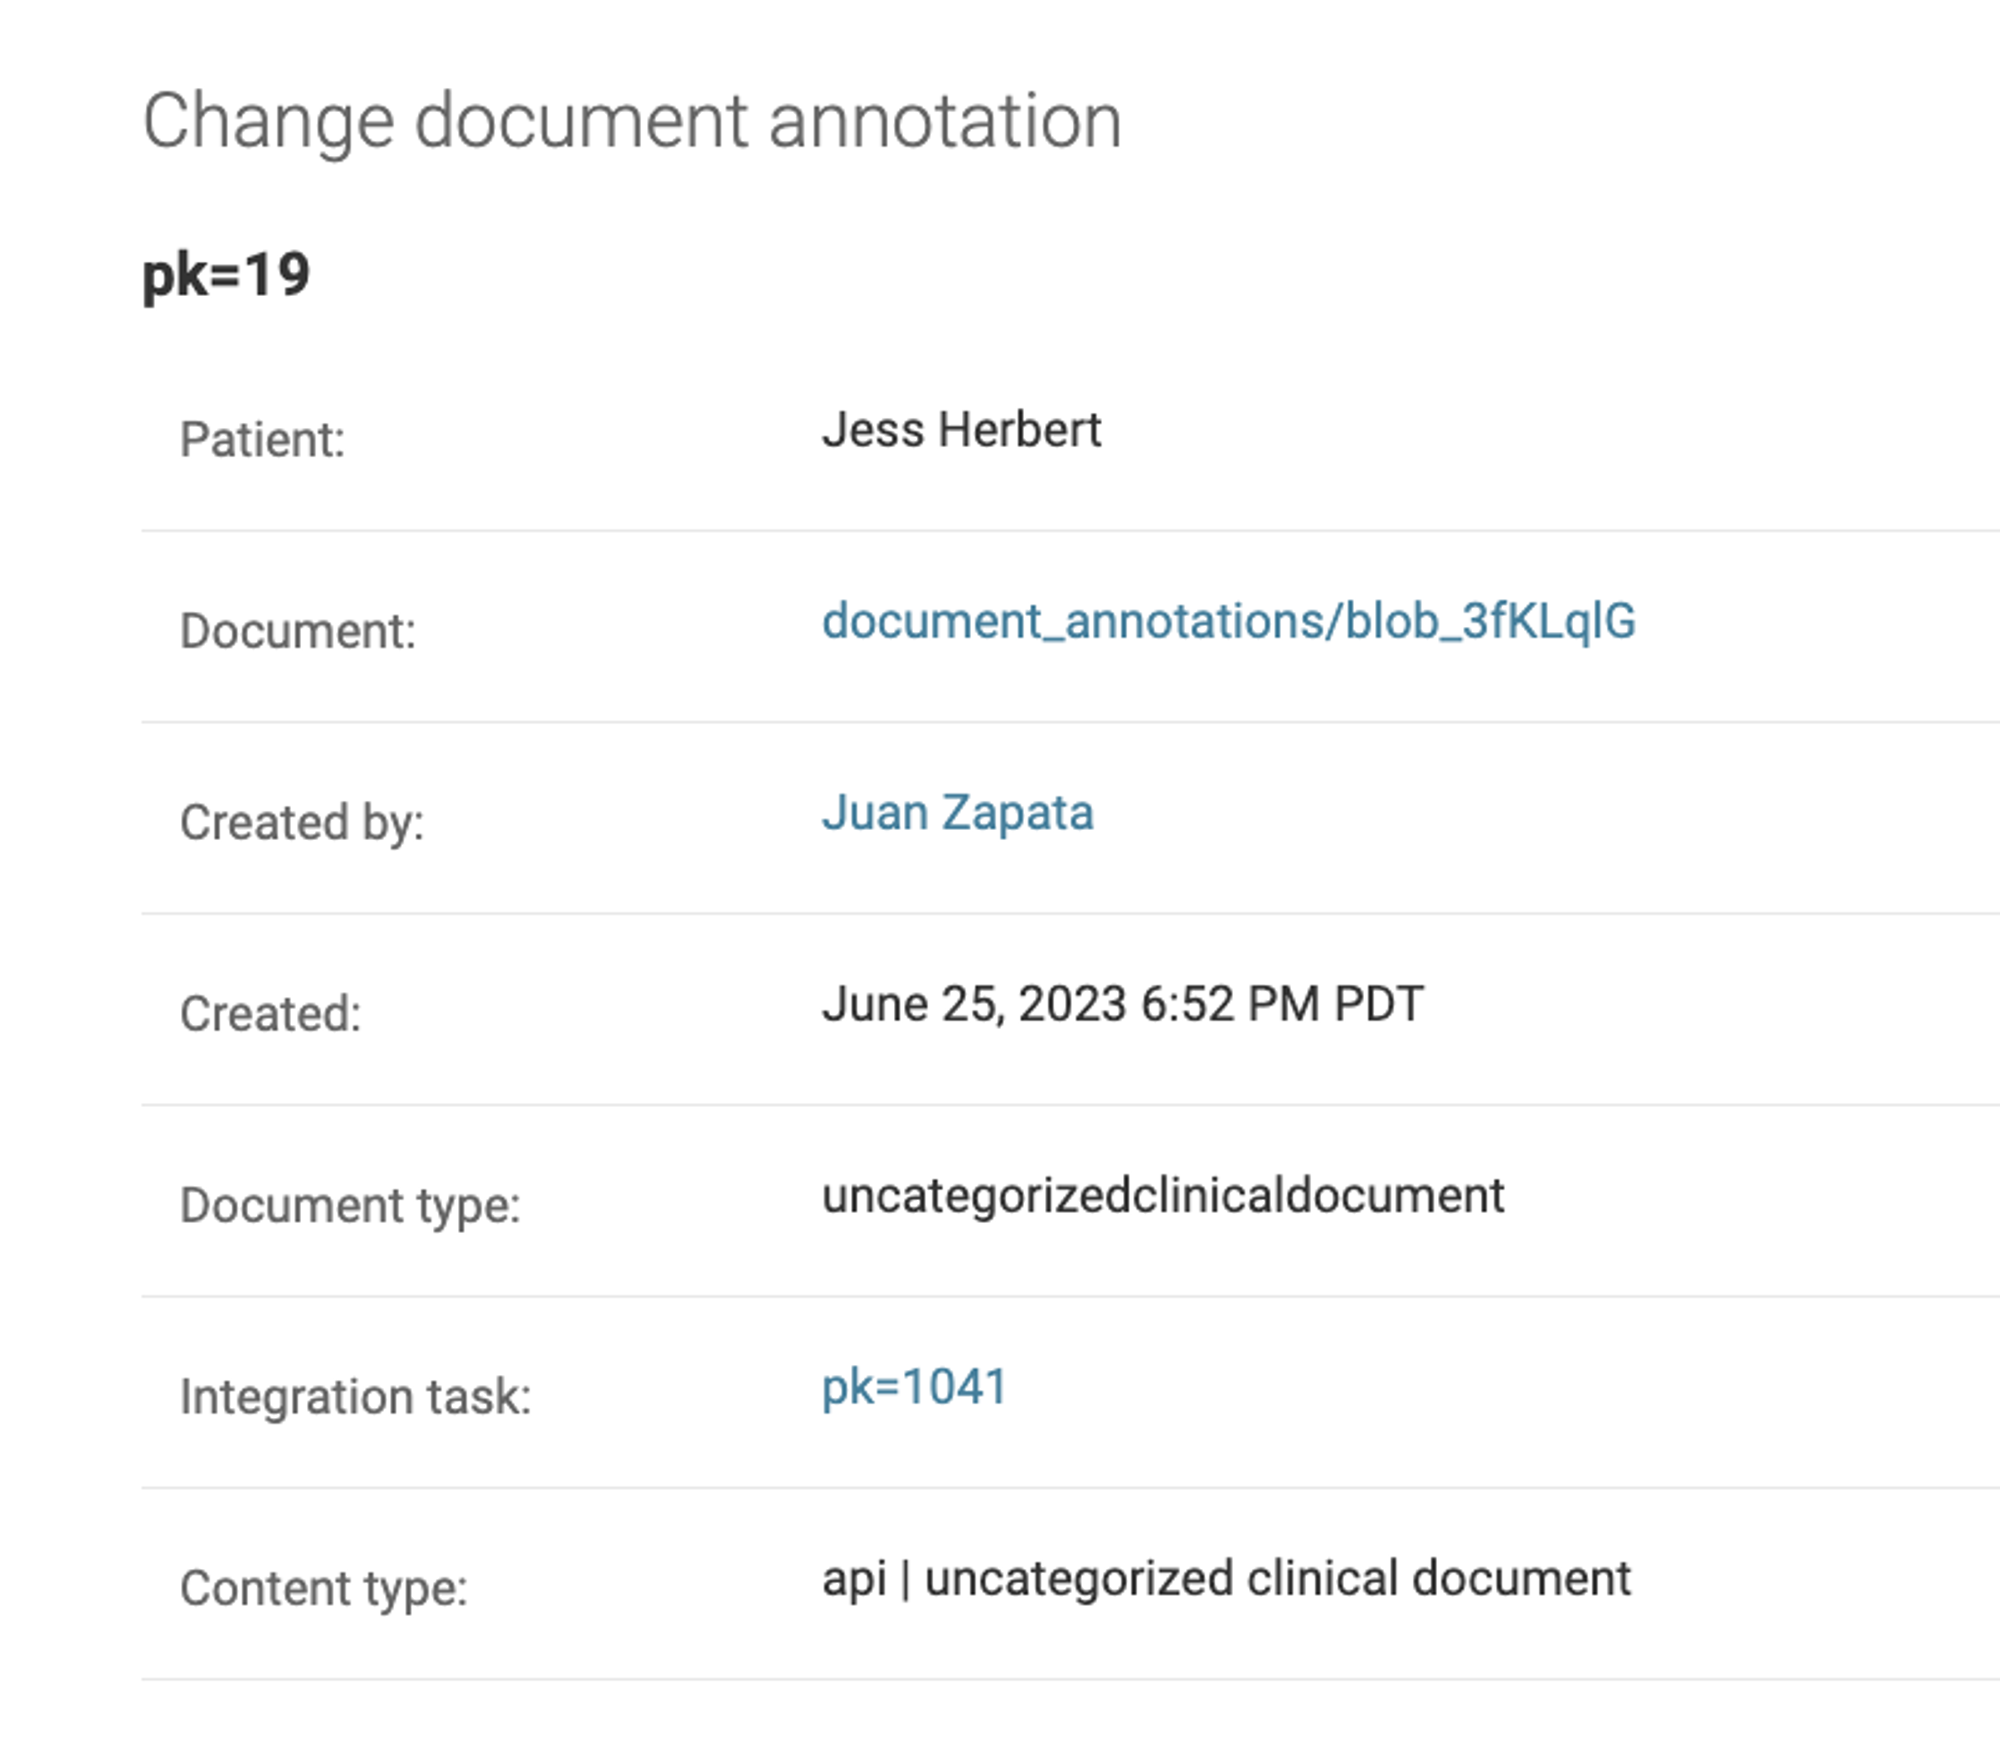 Change document annotation
pk=19
Patient: Jess Herbert
Document: document_annotations/blob_3fKLqlG
Created by: Juan Zapata
Created: June 25, 2023 6:52 PM PDT
Document type: uncategorizedclinicaldocument
Integration task: pk=1041
Content type: api | uncategorized clinical document